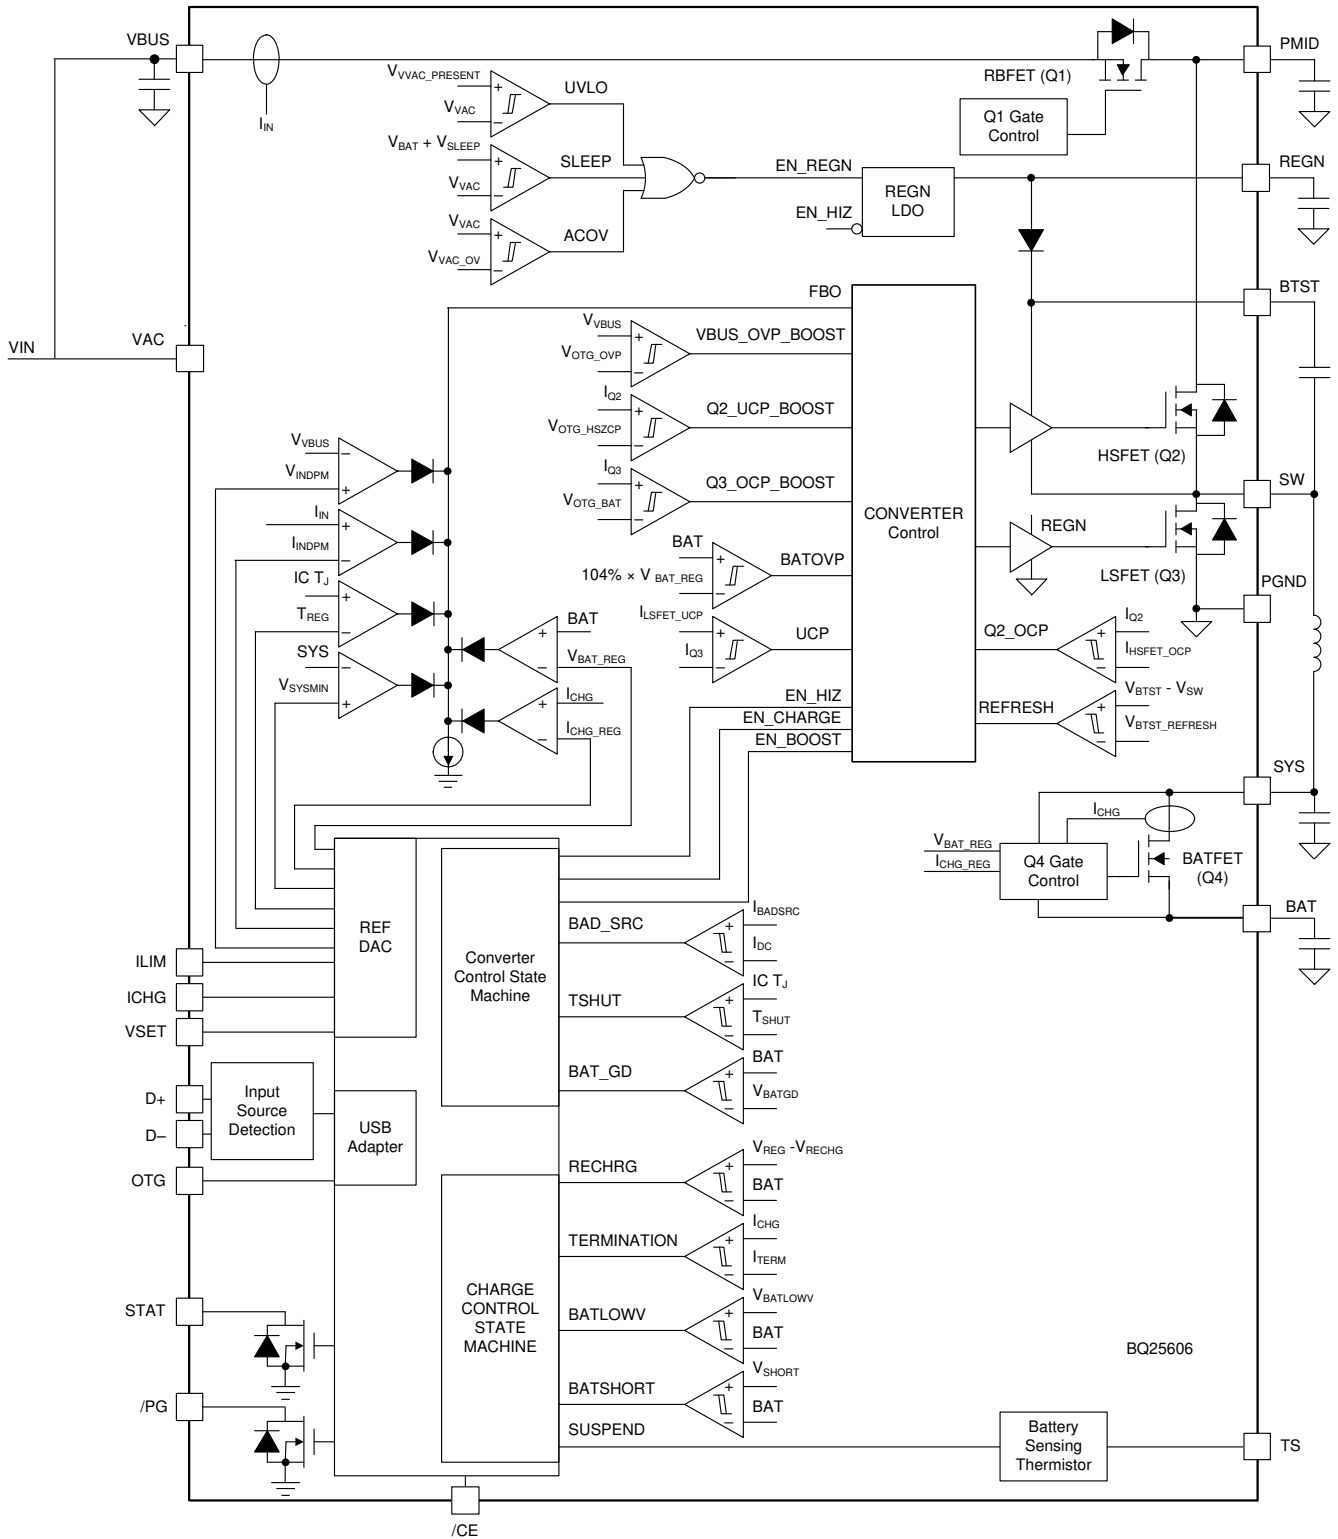 VBUS
PMID
RBFET (Q1)
VVVAC_PRESENT
UVLO
VVAC
IIN
Q1 Gate
Control
VBAT + VSLEEP
SLEEP
VVAC
EN_REGN
REGN
REGN
LDO
EN_HIZ
VVAC
ACOV
VVAC_OV
FBO
BTST
VIN
VAC
VVBUS
VBUS_OVP_BOOST
VOTG_OVP
IQ2
Q2_UCP_BOOST
VOTG_HSZCP
HSFET (Q2)
VVBUS
VINDPM
IQ3
Q3_OCP_BOOST
VOTG_BAT
SW
CONVERTER
Control
REGN
IIN
IINDPM
BAT
BATOVP
104% × V BAT_REG
LSFET (Q3)
PGND
IC TJ
TREG
BAT
VBAT_REG
ILSFET_UCP
UCP
IQ3
Q2_OCP
IQ2
IHSFET_OCP
SYS
VSYSMIN
ICHG
ICHG_REG
EN_HIZ
EN_CHARGE
EN_BOOST
REFRESH
VBTST - VSW
VBTST_REFRESH
SYS
ICHG
VBAT_REG
ICHG_REG
Q4 Gate
Control
BATFET
(Q4)
BAT
REF
DAC
ILIM
ICHG
VSET
Converter
Control State
Machine
BAD_SRC
IBADSRC
IDC
TSHUT
IC TJ
TSHUT
BAT_GD
BAT
VBATGD
D+
D−
OTG
Input
Source
Detection
USB
Adapter
RECHRG
VREG -VRECHG
BAT
TERMINATION
ICHG
ITERM
CHARGE
CONTROL
STATE
MACHINE
BATLOWV
VBATLOWV
BAT
BATSHORT
VSHORT
BAT
SUSPEND
STAT
/PG
BQ25606
Battery
Sensing
Thermistor
TS
/CE
+
−
+
−
+
−
+
−
+
−
+
−
−
+
+
−
+
−
−
+
+
−
+
−
+
−
+
−
+
−
+
−
+
−
+
−
+
−
+
−
+
−
+
−
+
−